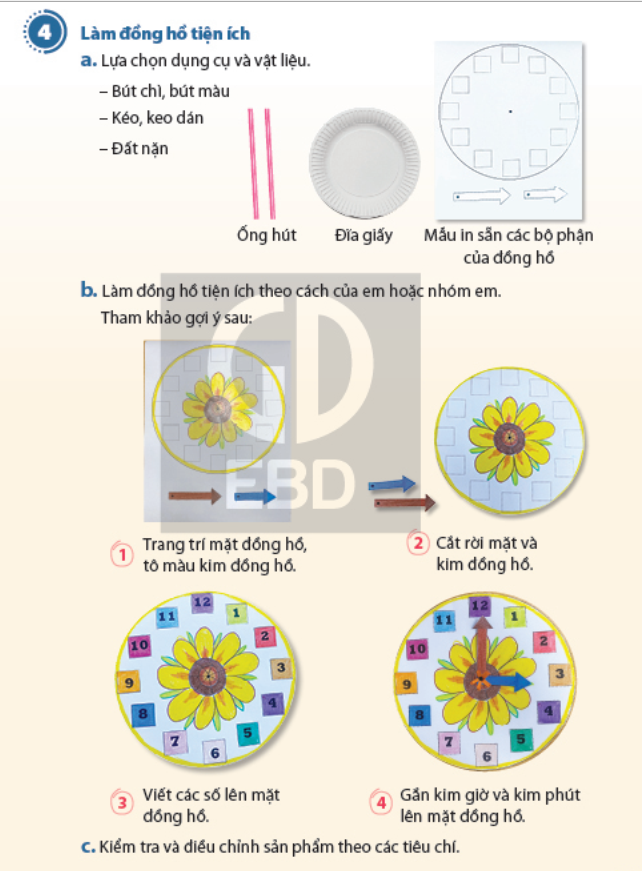 4
Làm đồng hồ tiện ích
a. Lựa chọn dụng cụ và vật liệu.
– Bút chì, bút màu
– Kéo, keo dán
– Đất nặn
Ống hút
Đĩa giấy
Mẫu in sẵn các bộ phận
của đồng hồ
b. Làm đồng hồ tiện ích theo cách của em hoặc nhóm em.
Tham khảo gợi ý sau:
EBD
1 Trang trí mặt đồng hồ,
tô màu kim đồng hồ.
2 Cắt rời mặt và
kim đồng hồ.
12
1
2
3
4
5
6
7
8
9
10
11
12
1
2
3
4
5
6
7
8
9
10
11
3 Viết các số lên mặt
đồng hồ.
4 Gắn kim giờ và kim phút
lên mặt đồng hồ.
c. Kiểm tra và điều chỉnh sản phẩm theo các tiêu chí.